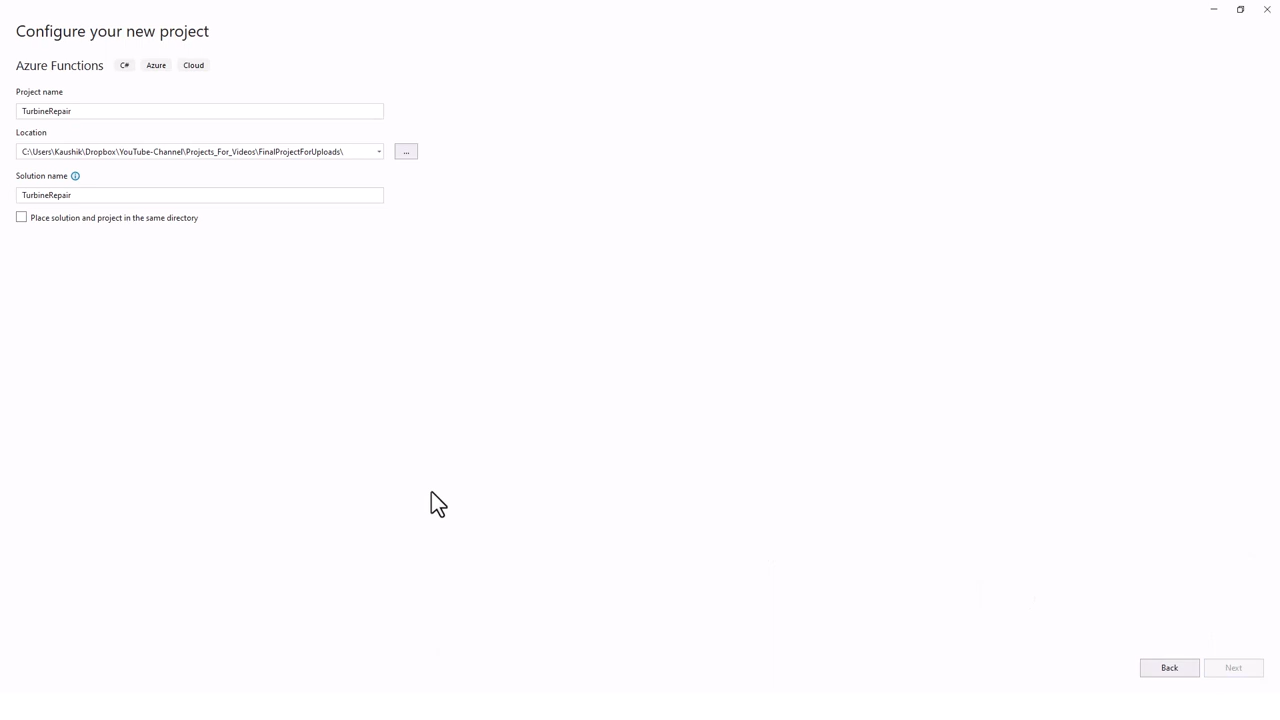 Configure your new project
Azure Functions C# Azure Cloud
Project name
TurbineRepair
Location
C:\Users\Kaushik\Dropbox\YouTube-Channel\Projects_For_Videos\FinalProjectForUploads\
...
Solution name
TurbineRepair
Place solution and project in the same directory
Back Next